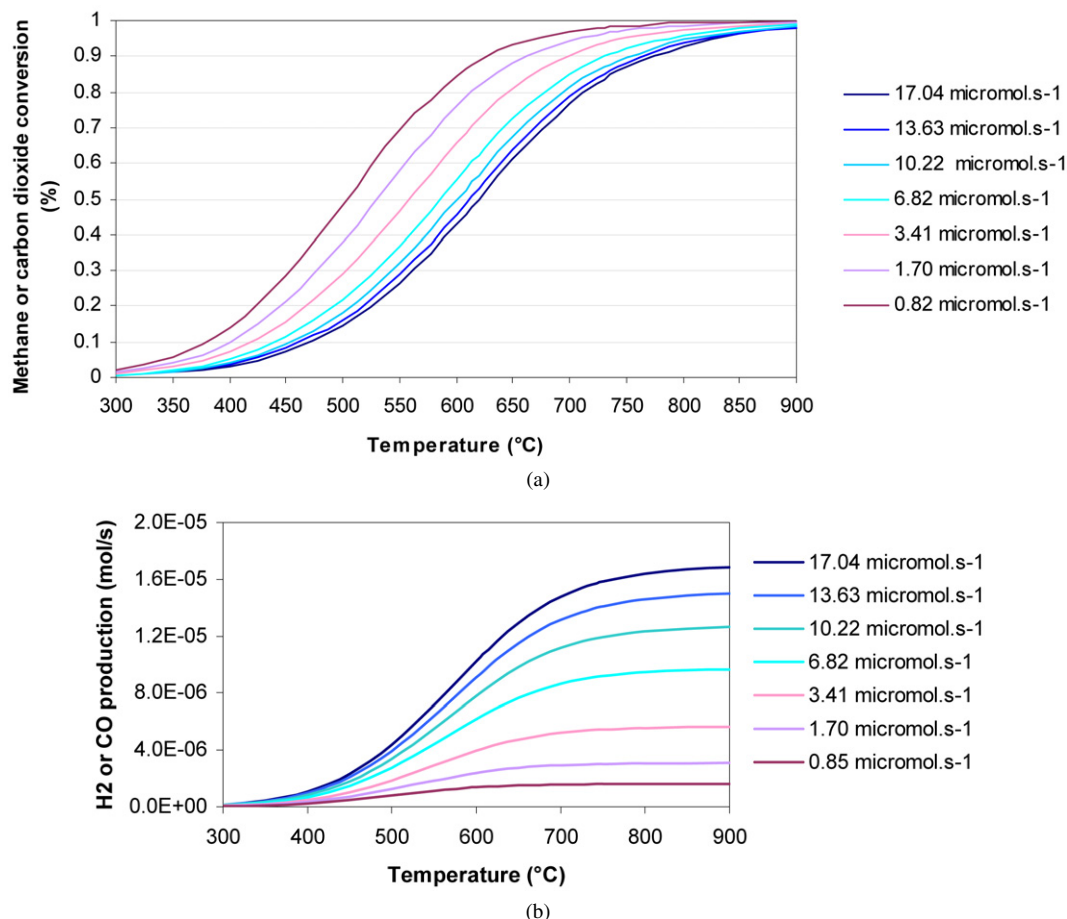 Methane or carbon dioxide conversion
(%)
1
0.9
0.8
0.7
0.6
0.5
0.4
0.3
0.2
0.1
0
300 350 400 450 500 550 600 650 700 750 800 850 900
Temperature (°C)
17.04 micromol.s-1
13.63 micromol.s-1
10.22 micromol.s-1
6.82 micromol.s-1
3.41 micromol.s-1
1.70 micromol.s-1
0.82 micromol.s-1
(a)
H2 or CO production (mol/s)
2.0E-05
1.6E-05
1.2E-05
8.0E-06
4.0E-06
0.0E+00
300 400 500 600 700 800 900
Temperature (°C)
17.04 micromol.s-1
13.63 micromol.s-1
10.22 micromol.s-1
6.82 micromol.s-1
3.41 micromol.s-1
1.70 micromol.s-1
0.85 micromol.s-1
(b)